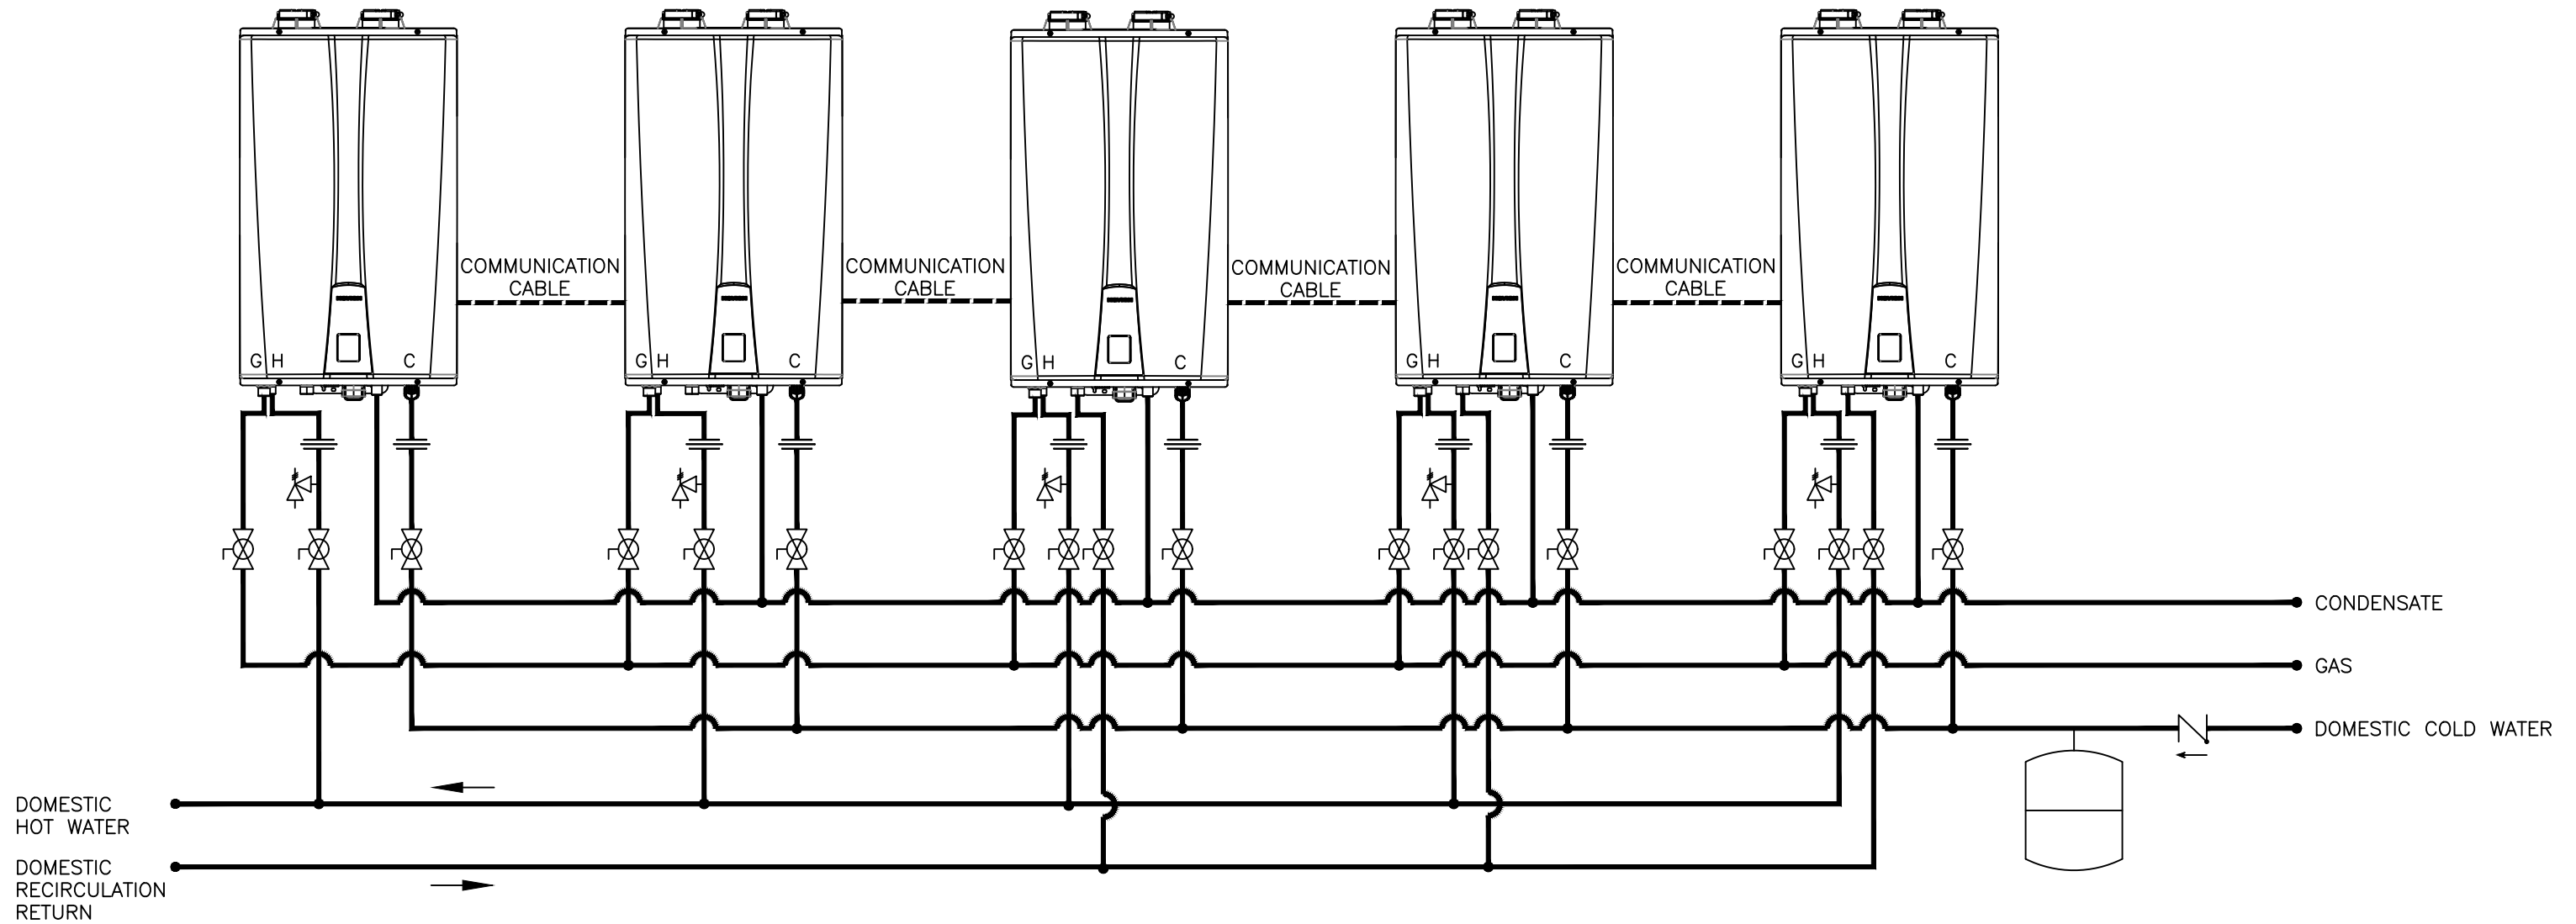 COMMUNICATION
CABLE
COMMUNICATION
CABLE
COMMUNICATION
CABLE
COMMUNICATION
CABLE
G H C
G H C
G H C
G H C
G H C
CONDENSATE
GAS
DOMESTIC COLD WATER
DOMESTIC
HOT WATER
DOMESTIC
RECIRCULATION
RETURN